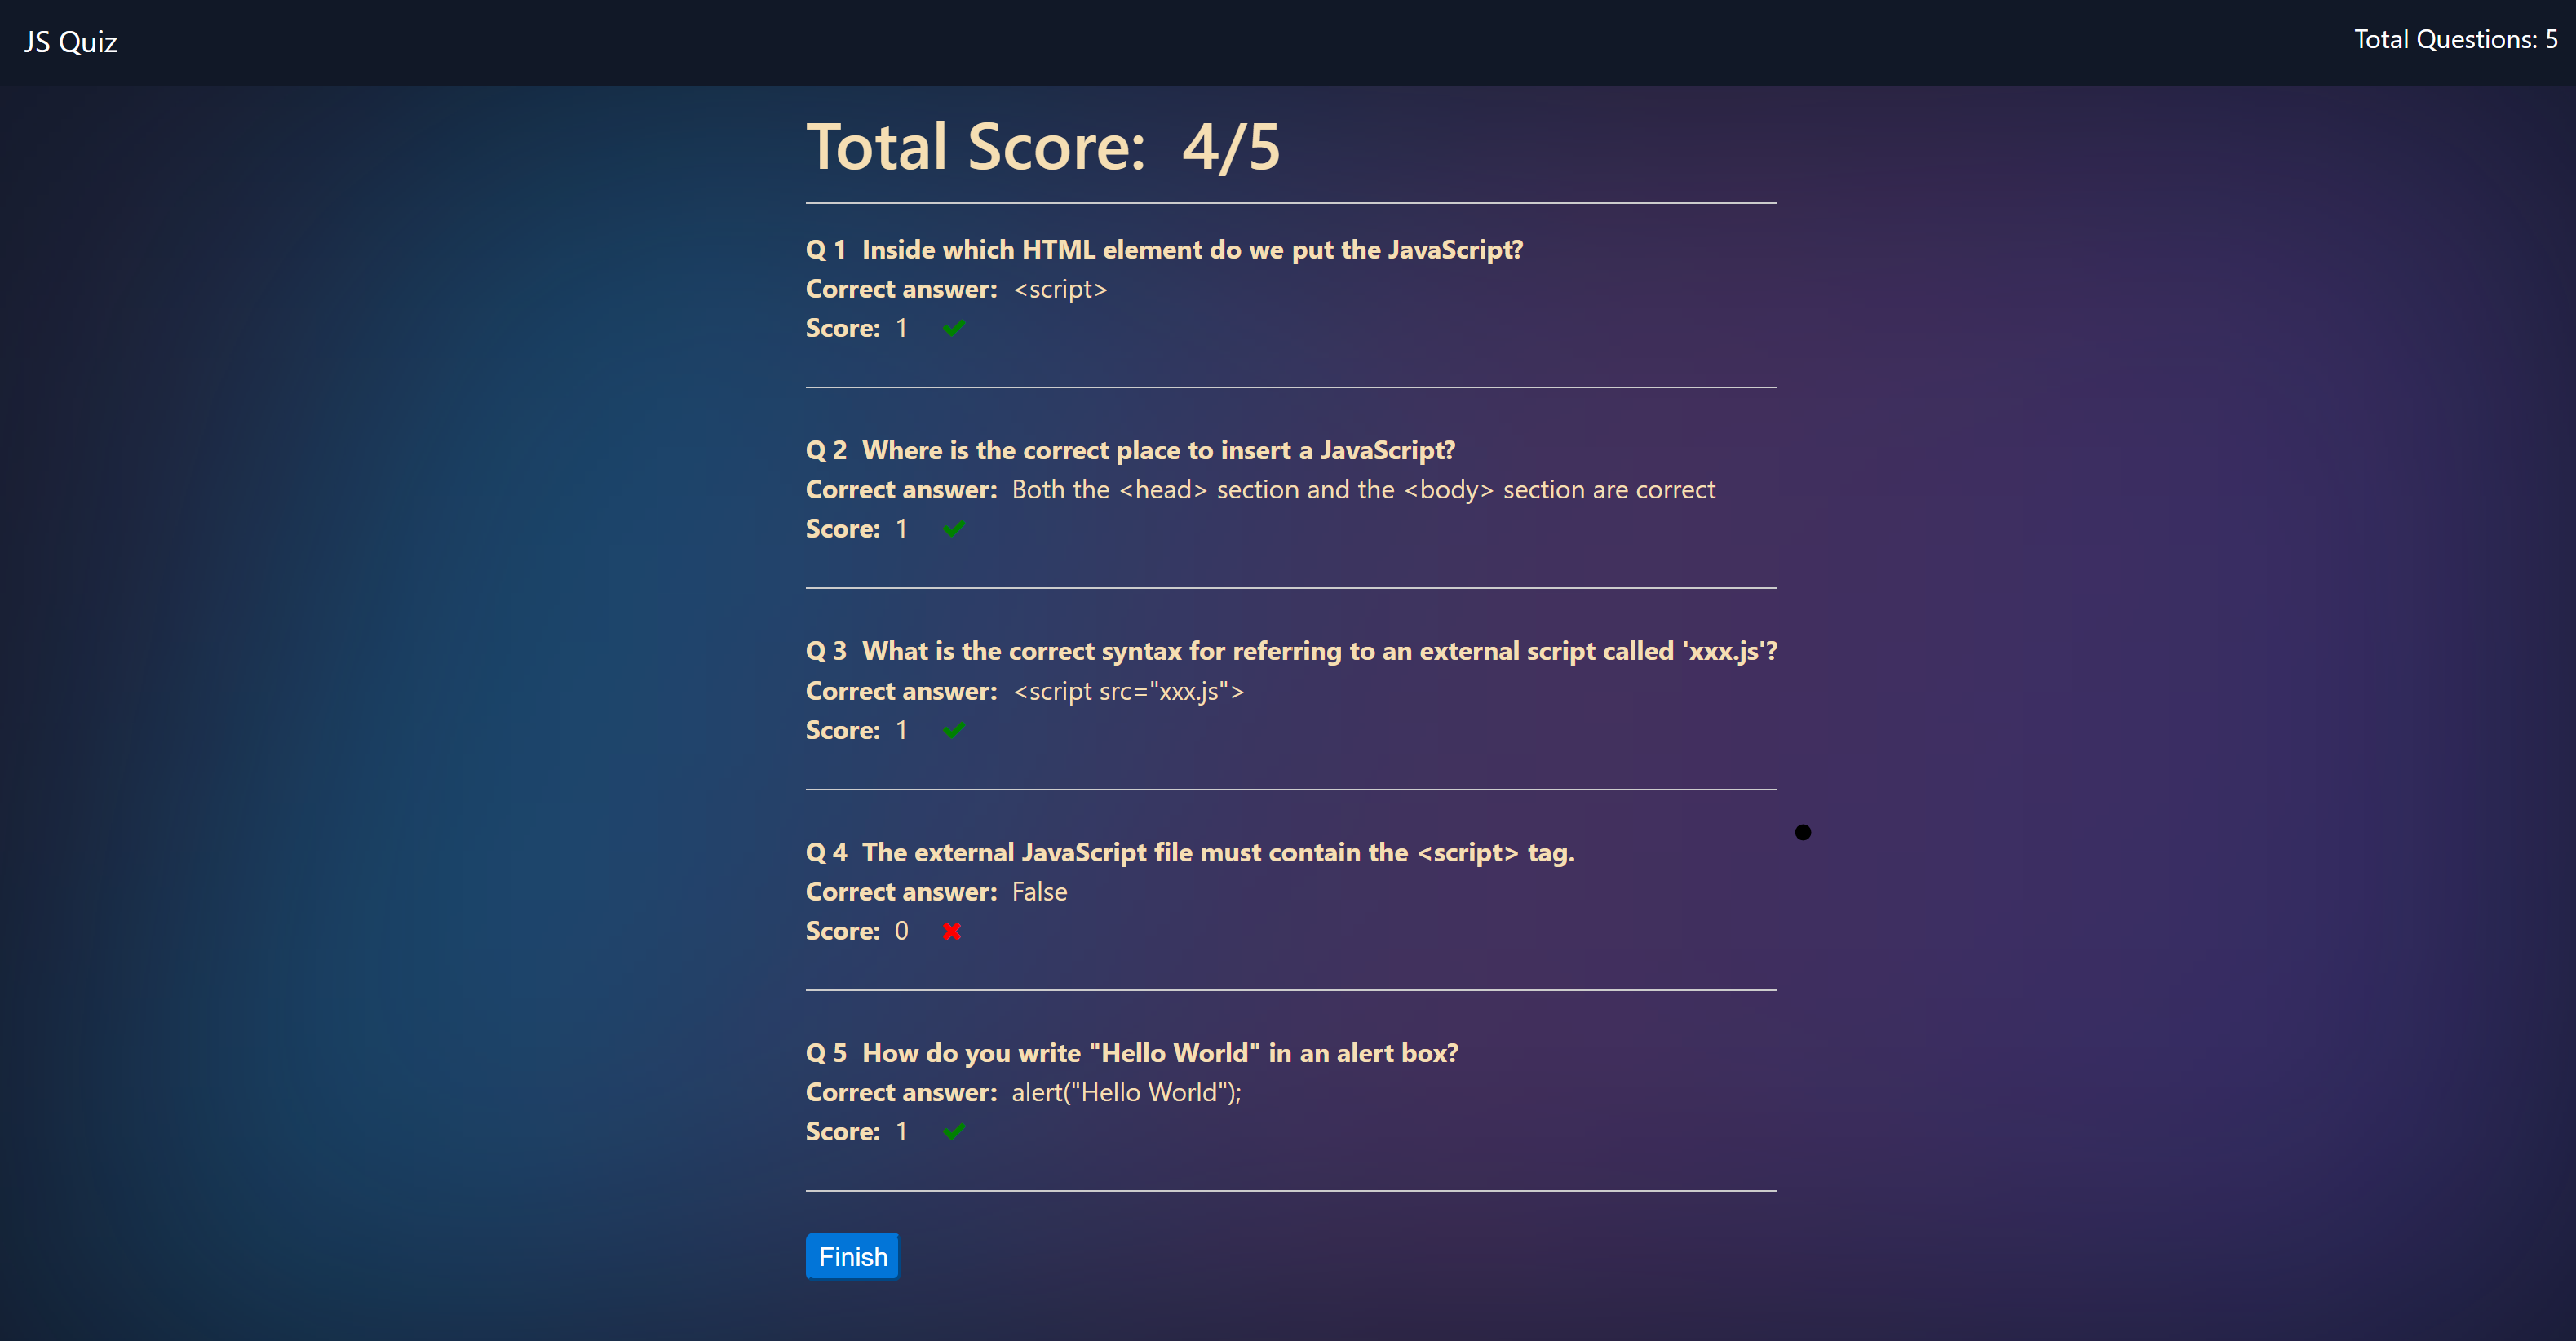 JS Quiz
Total Questions: 5
Total Score: 4/5
Q 1 Inside which HTML element do we put the JavaScript?
Correct answer: <script>
Score: 1
Q 2 Where is the correct place to insert a JavaScript?
Correct answer: Both the <head> section and the <body> section are correct
Score: 1
Q 3 What is the correct syntax for referring to an external script called 'xxx.js'?
Correct answer: <script src="xxx.js">
Score: 1
Q 4 The external JavaScript file must contain the <script> tag.
Correct answer: False
Score: 0
Q 5 How do you write "Hello World" in an alert box?
Correct answer: alert("Hello World");
Score: 1
Finish